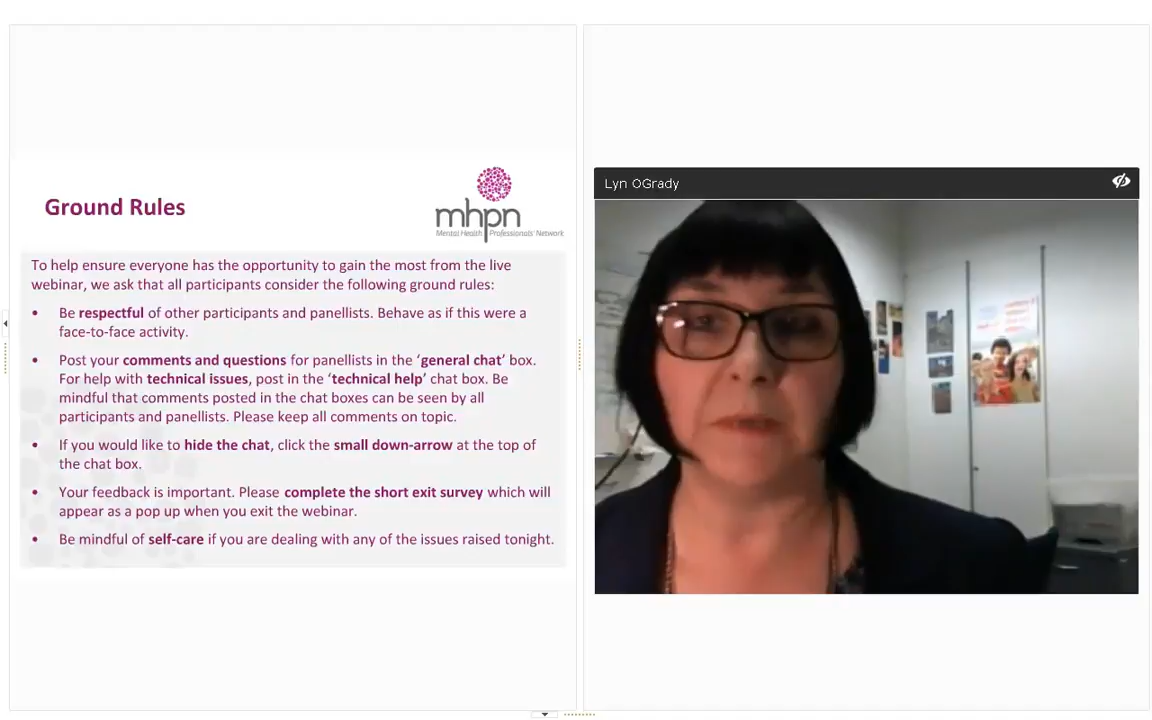 Ground Rules
mhpn
Mental Health Professionals' Network
To help ensure everyone has the opportunity to gain the most from the live
webinar, we ask that all participants consider the following ground rules:
• Be respectful of other participants and panellists. Behave as if this were a
face-to-face activity.
• Post your comments and questions for panellists in the 'general chat' box.
For help with technical issues, post in the 'technical help' chat box. Be
mindful that comments posted in the chat boxes can be seen by all
participants and panellists. Please keep all comments on topic.
• If you would like to hide the chat, click the small down-arrow at the top of
the chat box.
• Your feedback is important. Please complete the short exit survey which will
appear as a pop up when you exit the webinar.
• Be mindful of self-care if you are dealing with any of the issues raised tonight.
Lyn OGrady